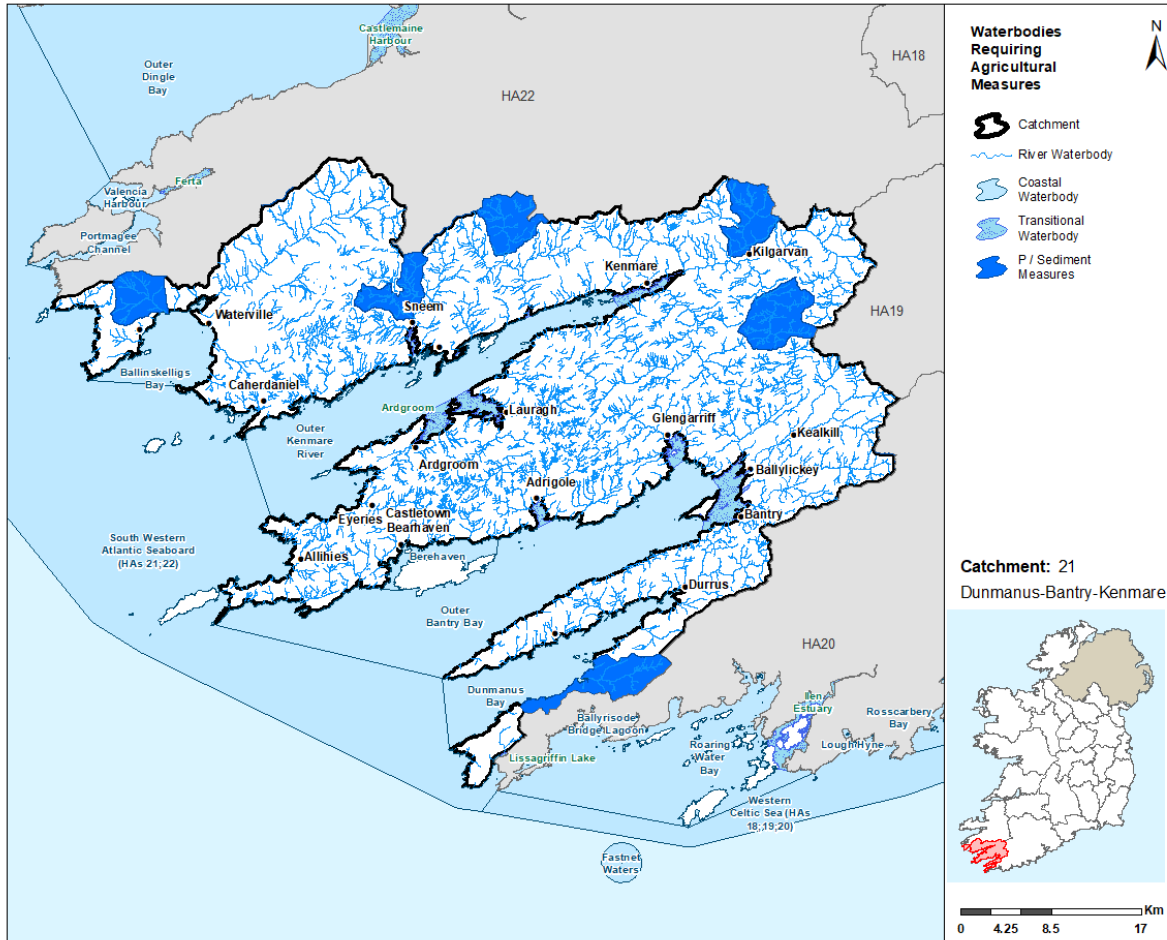 Castlemaine
Harbour
Outer
Dingle
Bay
HA22
HA18
Ferta
Valencia
Harbour
Portmagee
Channel
Kilgarvan
Kenmare
HA19
Sneem
Waterville
Ballinskelligs
Bay
Caherdaniel
Ardgroom
Lauragh
Glengarriff
Outer
Kenmare
River
Kealkill
Ardgroom
Ballylickey
Adrigole
Eyeries
Castletown
Bearhaven
Bantry
South Western
Atlantic Seaboard
(HAs 21;22)
Allihies
Berehaven
Durrus
Outer
Bantry Bay
HA20
Dunmanus
Bay
Ilen
Estuary
Ballyrisode
Bridge Lagoon
Rosscarbery
Bay
Roaring
Water
Bay
Lough Hyne
Lissagriffin Lake
Western
Celtic Sea (HAs
18;19;20)
Fastnet
Waters
Waterbodies
Requiring
Agricultural
Measures
N
Catchment
River Waterbody
Coastal
Waterbody
Transitional
Waterbody
P / Sediment
Measures
Catchment: 21
Dunmanus-Bantry-Kenmare
Km
0 4.25 8.5 17